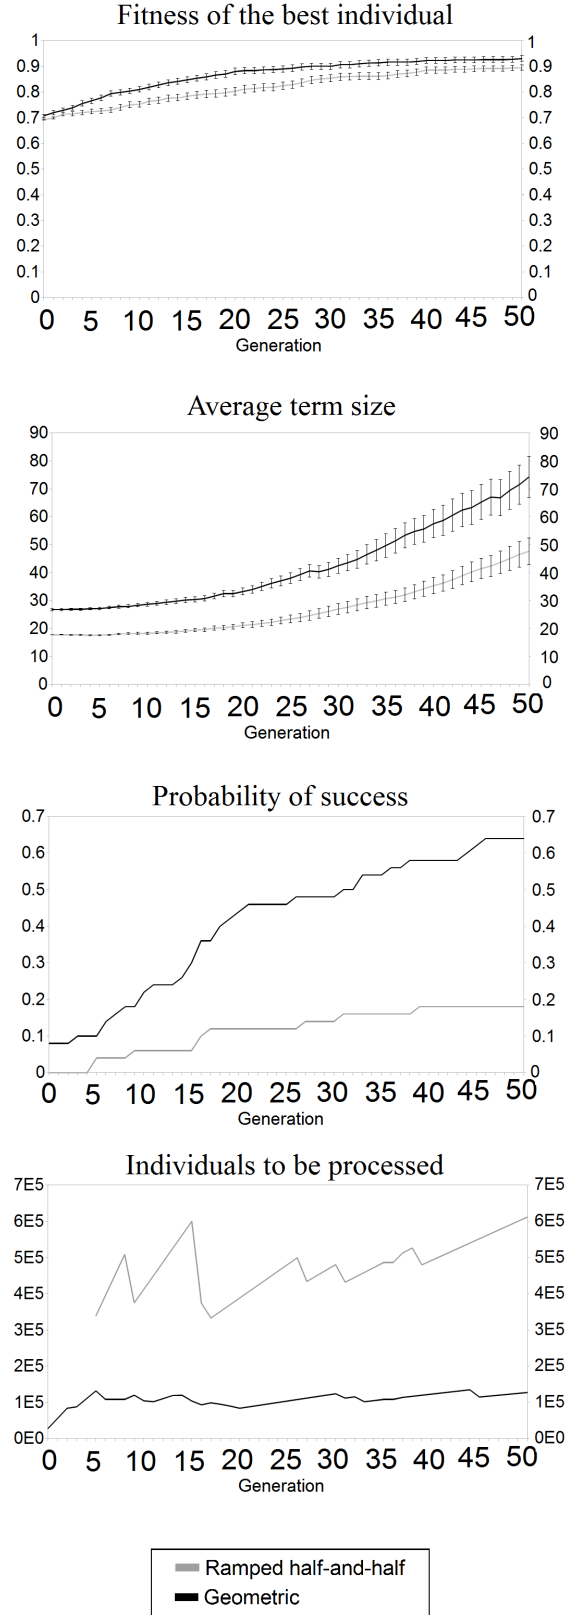 Fitness of the best individual
1 1
0.9 0.9
0.8 0.8
0.7 0.7
0.6 0.6
0.5 0.5
0.4 0.4
0.3 0.3
0.2 0.2
0.1 0.1
0 0
0 5 10 15 20 25 30 35 40 45 50
Generation
Average term size
90 90
80 80
70 70
60 60
50 50
40 40
30 30
20 20
10 10
0 0
0 5 10 15 20 25 30 35 40 45 50
Generation
Probability of success
0.7 0.7
0.6 0.6
0.5 0.5
0.4 0.4
0.3 0.3
0.2 0.2
0.1 0.1
0 0
0 5 10 15 20 25 30 35 40 45 50
Generation
Individuals to be processed
7E5 7E5
6E5 6E5
5E5 5E5
4E5 4E5
3E5 3E5
2E5 2E5
1E5 1E5
0E0 0E0
0 5 10 15 20 25 30 35 40 45 50
Generation
Ramped half-and-half
Geometric